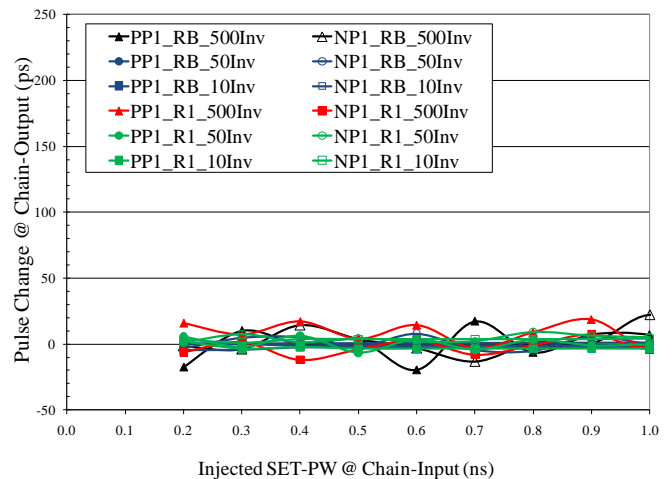 250
200
150
100
50
0
-50
Pulse Change @ Chain-Output (ps)
PP1_RB_500Inv NP1_RB_500Inv
PP1_RB_50Inv NP1_RB_50Inv
PP1_RB_10Inv NP1_RB_10Inv
PP1_R1_500Inv NP1_R1_500Inv
PP1_R1_50Inv NP1_R1_50Inv
PP1_R1_10Inv NP1_R1_10Inv
0.0 0.1 0.2 0.3 0.4 0.5 0.6 0.7 0.8 0.9 1.0
Injected SET-PW @ Chain-Input (ns)